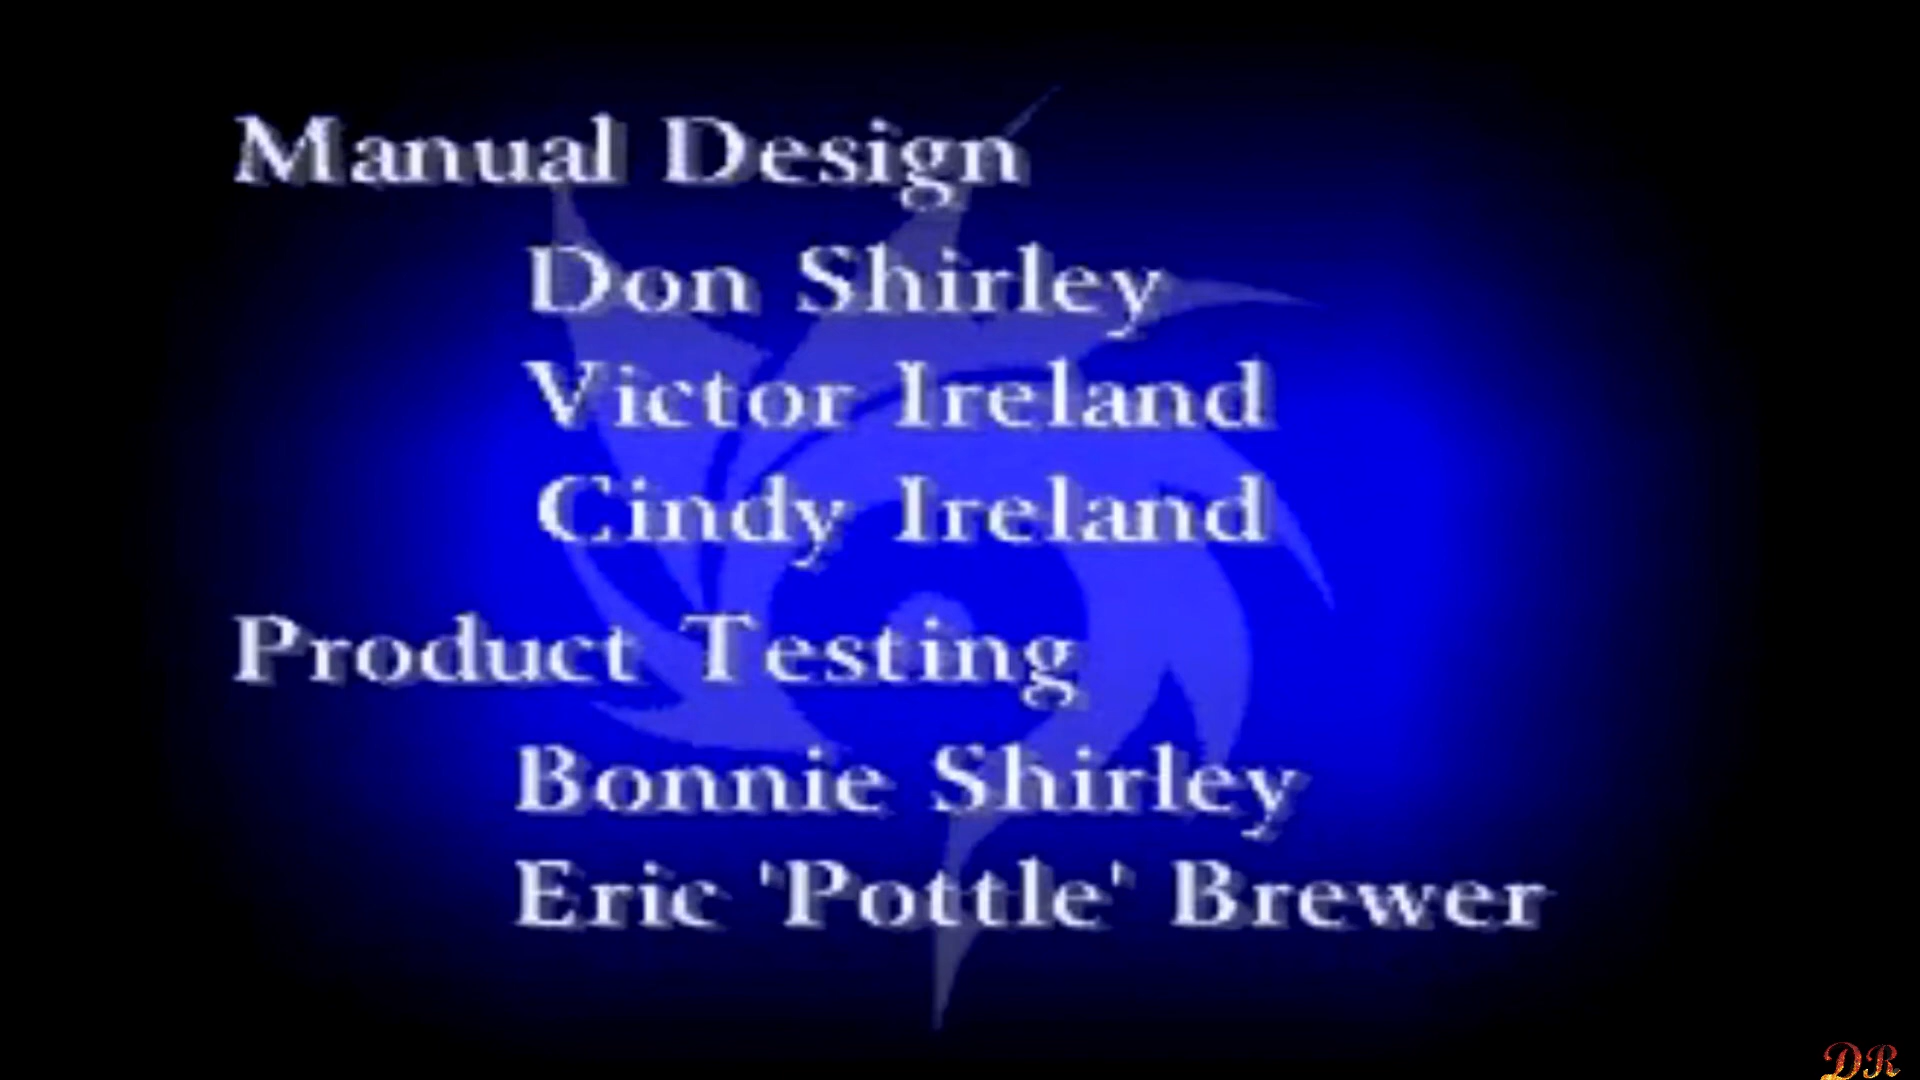 Manual Design
Don Shirley
Victor Ireland
Cindy Ireland
Product Testing
Bonnie Shirley
Eric 'Pottle' Brewer
DR